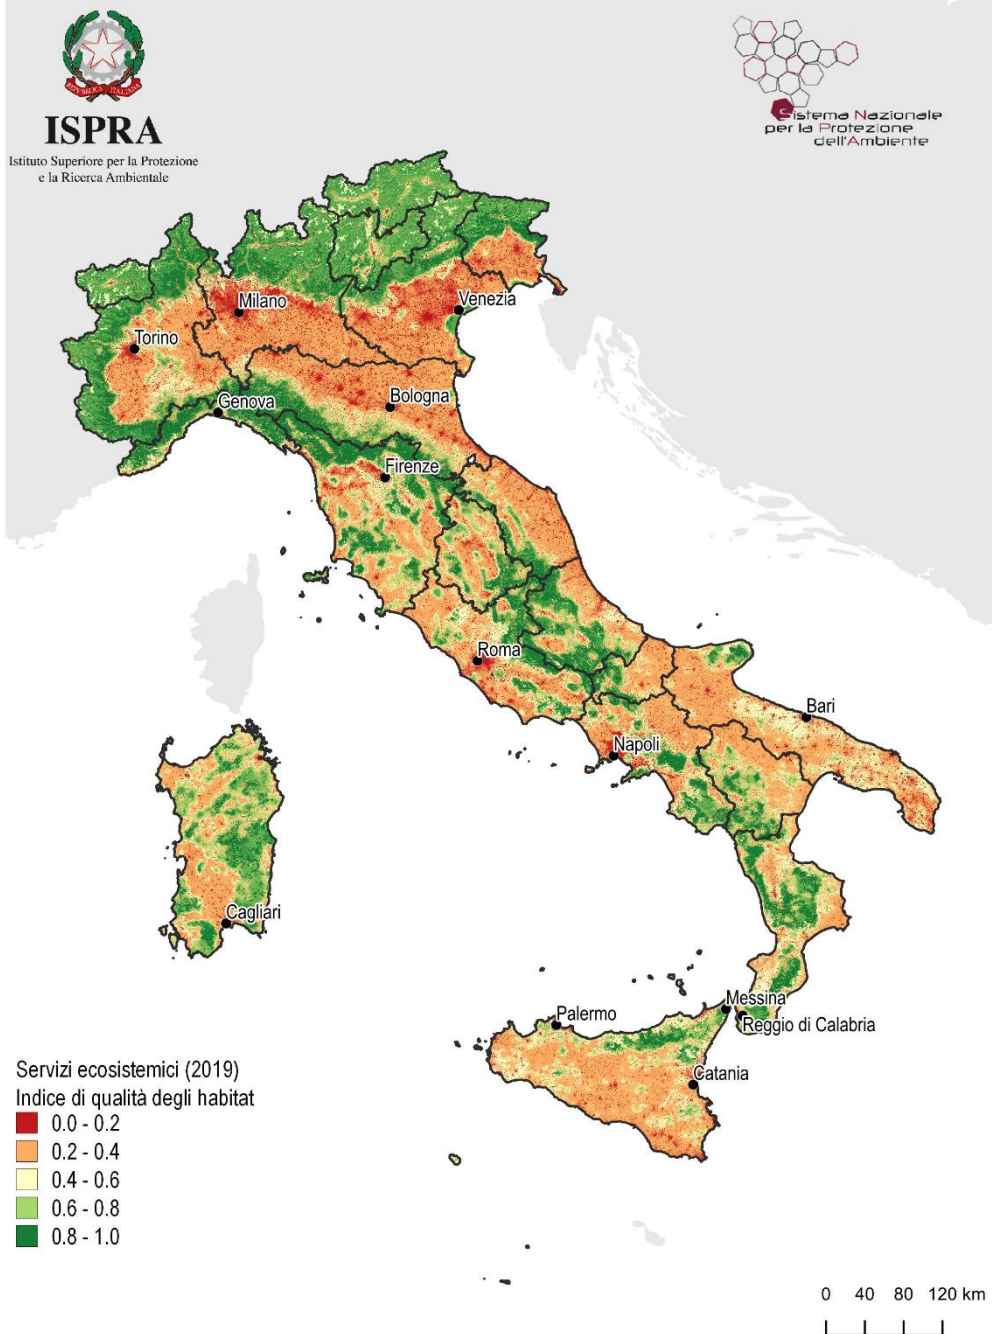 REPVBBLICA ITALIANA
ISPRA
Istituto Superiore per la Protezione
e la Ricerca Ambientale
Sistema Nazionale
per la Protezione
dell'Ambiente
Milano
Venezia
Torino
Genova
Bologna
Firenze
Roma
Bari
Napoli
Cagliari
Messina
Palermo
Reggio di Calabria
Catania
Servizi ecosistemici (2019)
Indice di qualità degli habitat
0.0 - 0.2
0.2 - 0.4
0.4 - 0.6
0.6 - 0.8
0.8 - 1.0
0 40 80 120 km